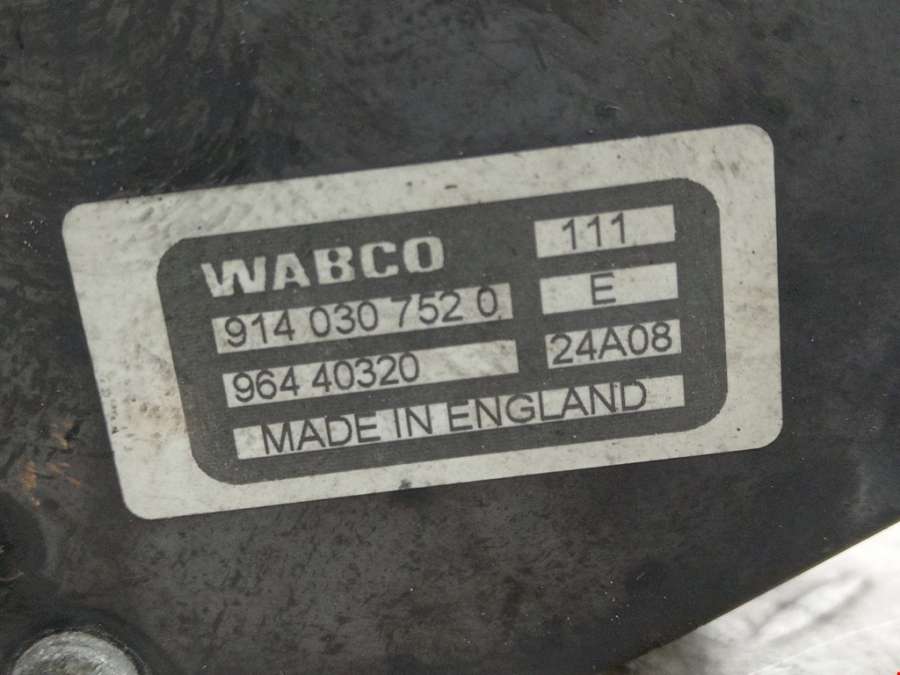 WABCO
111
914 030 752 0
E
964 40320
24A08
MADE IN ENGLAND